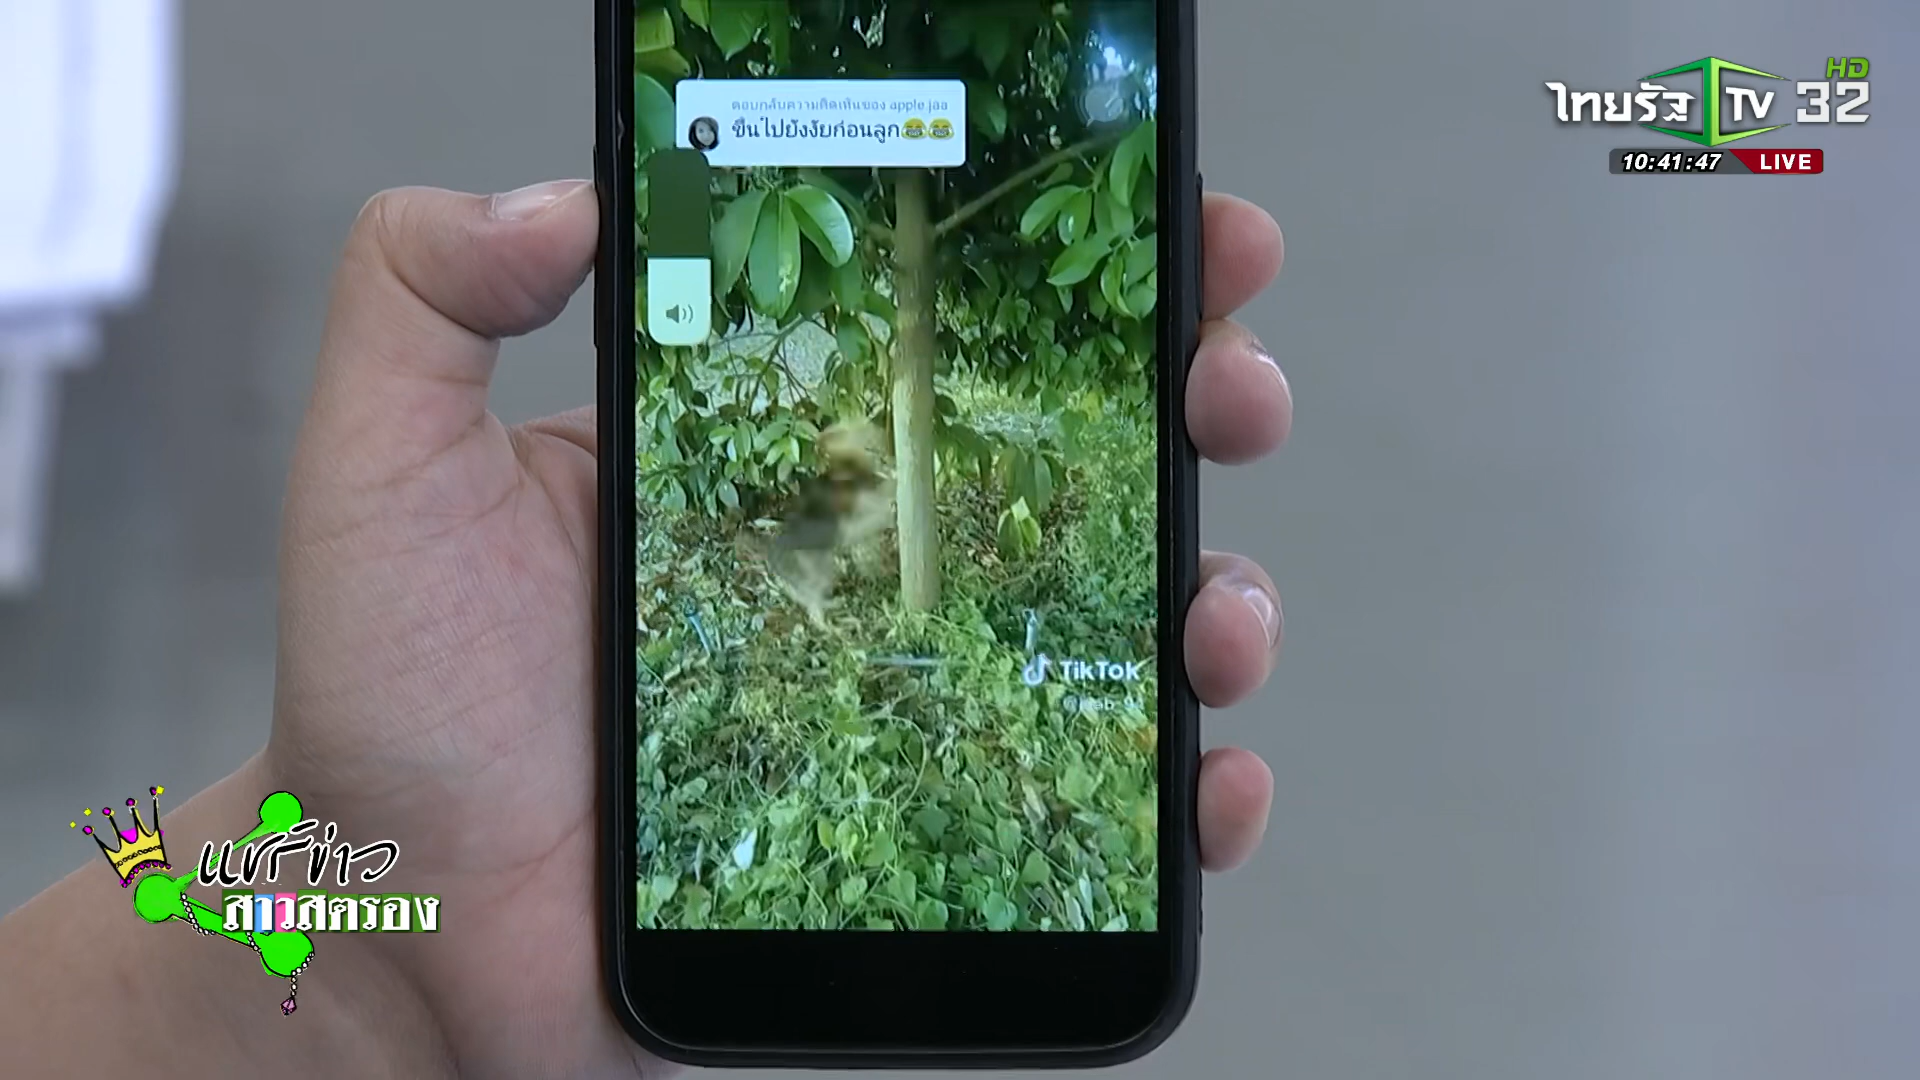 ตอบกลับความคิดเห็นของ apple.jaa
ขึ้นไปยังงัยก่อนลูก😂😂
ไทยรัฐ TV 32 HD
10:41:47 LIVE
TikTok
แชร์ข่าว
สาวสตรอง